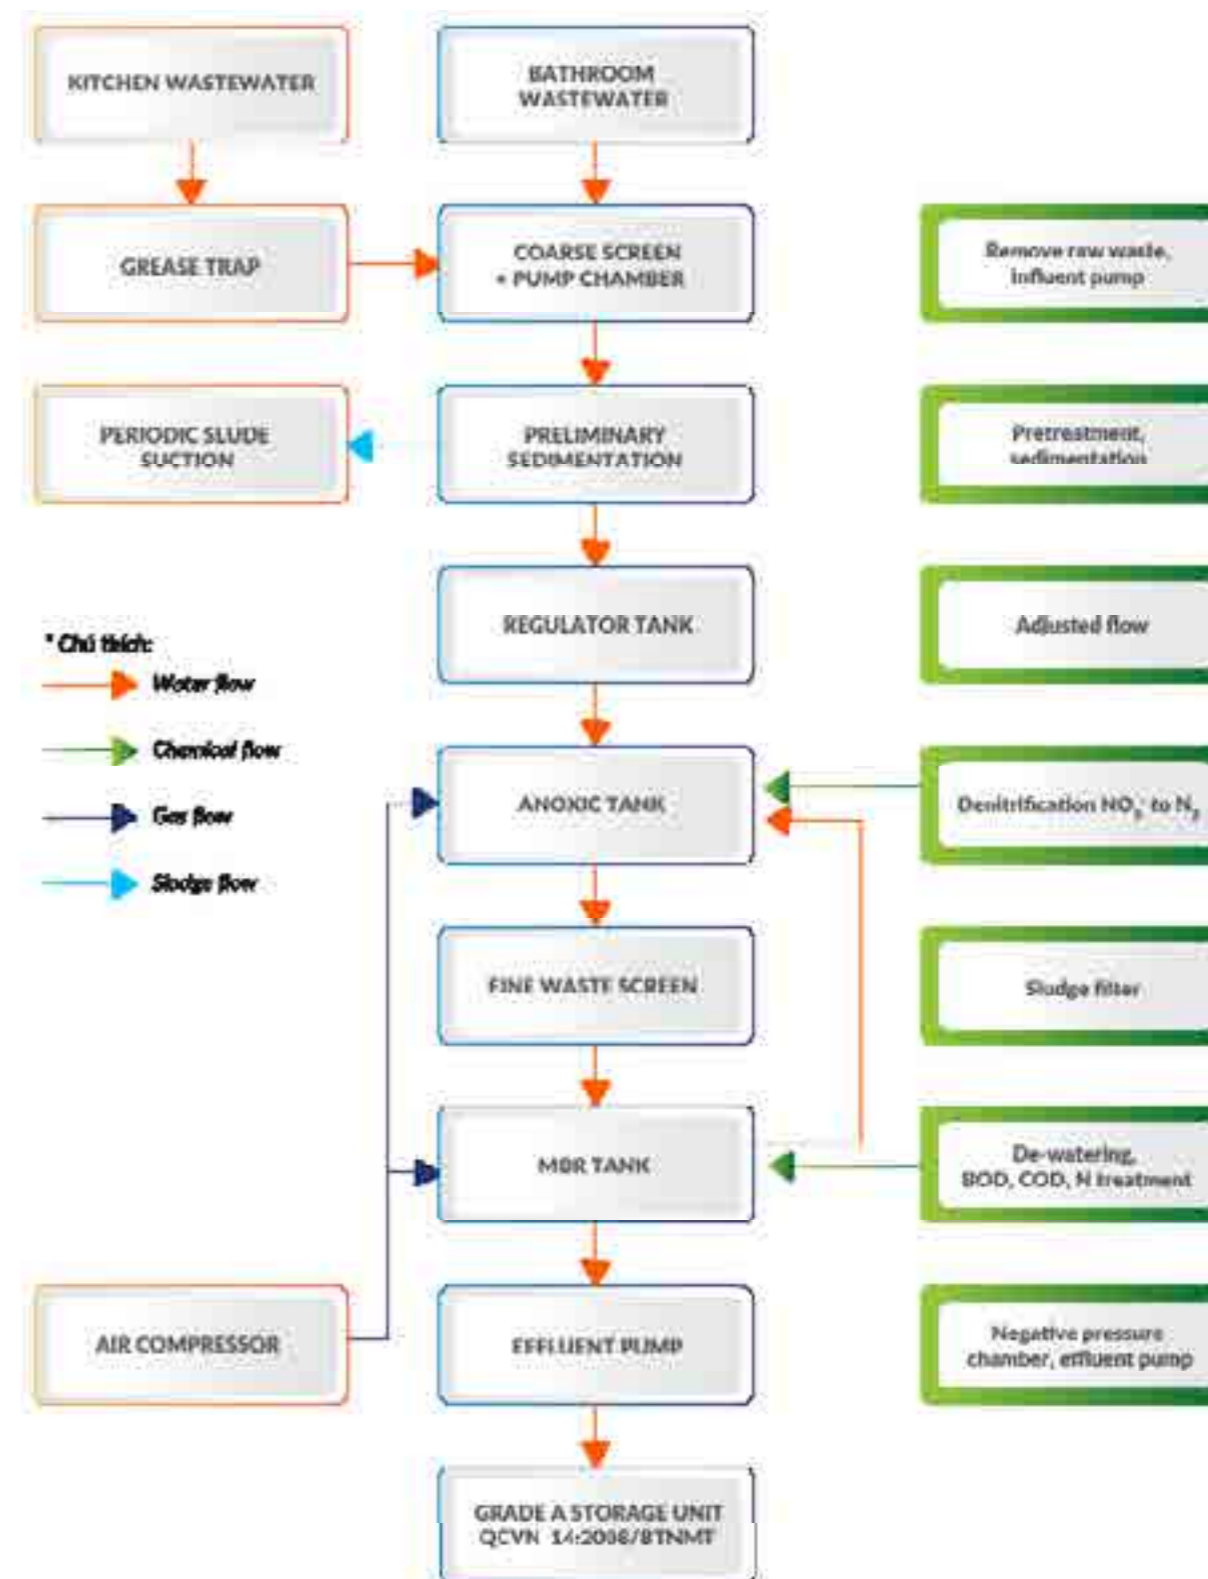 KITCHEN WASTEWATER
BATHROOM
WASTEWATER
GREASE TRAP
COARSE SCREEN
+ PUMP CHAMBER
Remove raw waste,
influent pump
PERIODIC SLUDE
SUCTION
PRELIMINARY
SEDIMENTATION
Pretreatment,
sedimentation
REGULATOR TANK
Adjusted flow
* Chú thích:
Water flow
Chemical flow
Gas flow
Sludge flow
ANOXIC TANK
Denitrification NO₃⁻ to N₂
FINE WASTE SCREEN
Sludge filter
MBR TANK
De-watering,
BOD, COD, N treatment
AIR COMPRESSOR
EFFLUENT PUMP
Negative pressure
chamber, effluent pump
GRADE A STORAGE UNIT
QCVN 14:2008/BTNMT